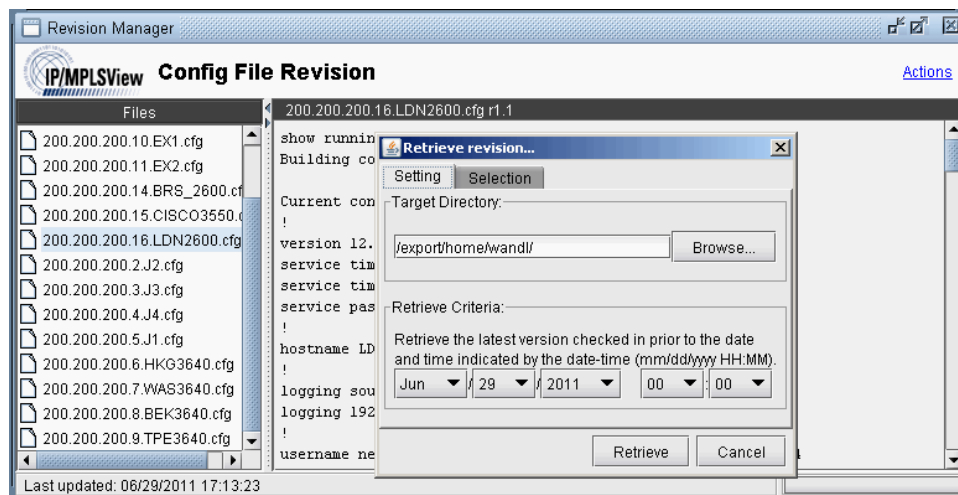 Revision Manager
IP/MPLSView Config File Revision
Actions
Files
200.200.200.10.EX1.cfg
200.200.200.11.EX2.cfg
200.200.200.14.BRS_2600.cf
200.200.200.15.CISCO3550.c
200.200.200.16.LDN2600.cfg
200.200.200.2.J2.cfg
200.200.200.3.J3.cfg
200.200.200.4.J4.cfg
200.200.200.5.J1.cfg
200.200.200.6.HKG3640.cfg
200.200.200.7.WAS3640.cfg
200.200.200.8.BEK3640.cfg
200.200.200.9.TPE3640.cfg
200.200.200.16.LDN2600.cfg r1.1
show runnin
Building co
Current con
!
version 12.
service tim
service tim
service pas
!
hostname LD
!
logging sou
logging 192
!
username ne
Retrieve revision...
Setting Selection
Target Directory:
/export/home/wandl/ Browse...
Retrieve Criteria:
Retrieve the latest version checked in prior to the date
and time indicated by the date-time (mm/dd/yyyy HH:MM).
Jun / 29 / 2011 00 : 00
Retrieve Cancel
Last updated: 06/29/2011 17:13:23